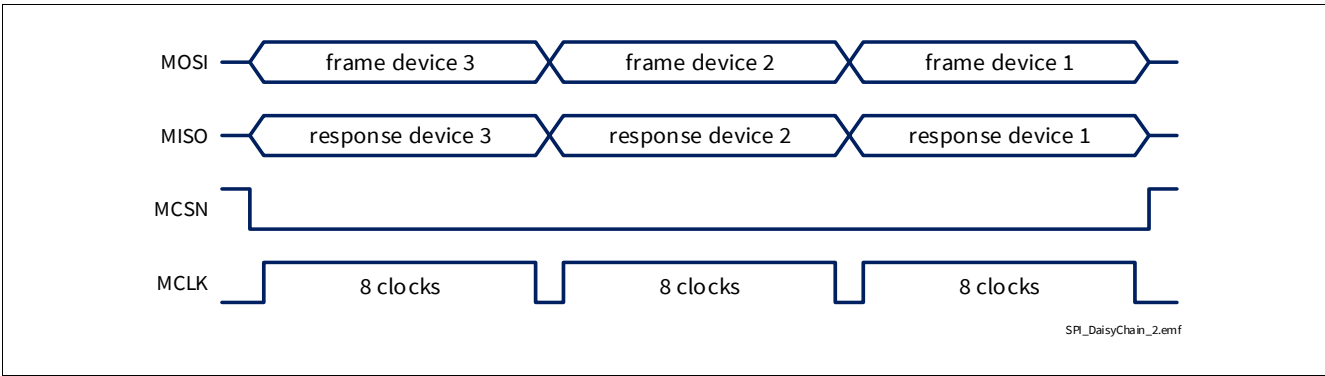 MOSI frame device 3 frame device 2 frame device 1
MISO response device 3 response device 2 response device 1
MCSN
MCLK 8 clocks 8 clocks 8 clocks
SPI_DaisyChain_2.emf